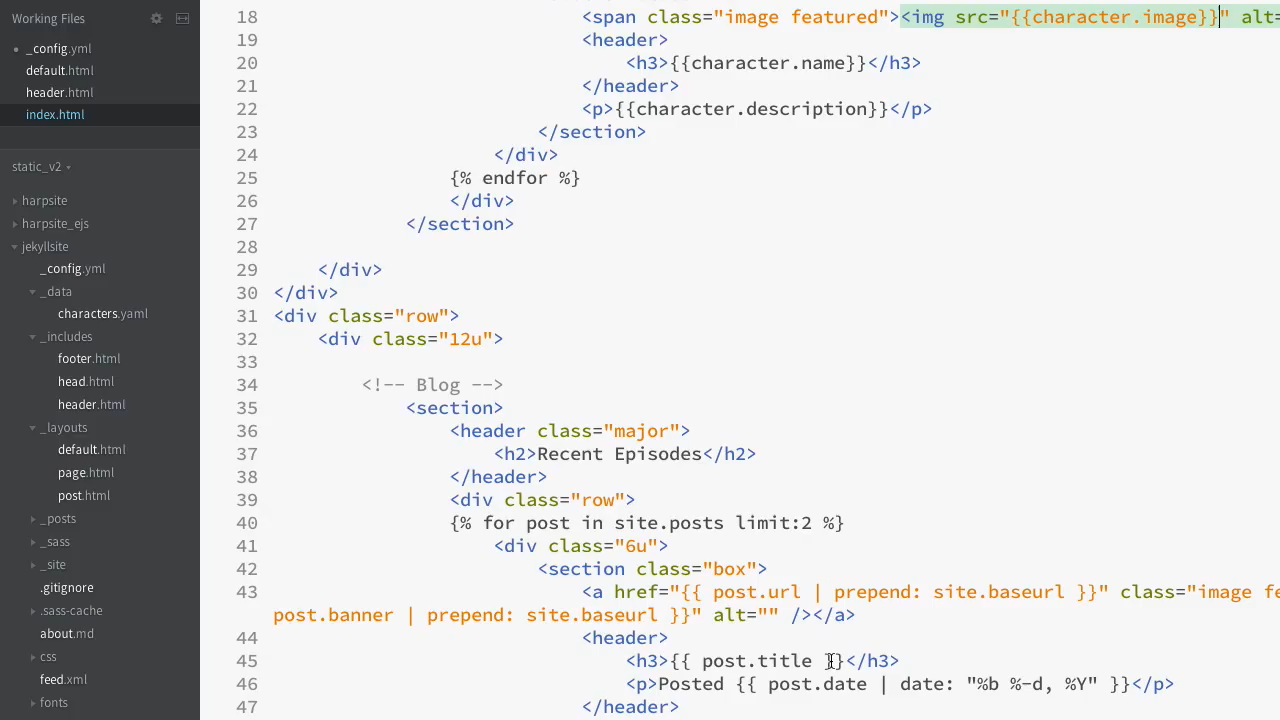 Working Files
_config.yml
default.html
header.html
index.html
static_v2
harpsite
harpsite_ejs
jekyllsite
_config.yml
_data
characters.yaml
_includes
footer.html
head.html
header.html
_layouts
default.html
page.html
post.html
_posts
_sass
_site
.gitignore
.sass-cache
about.md
css
feed.xml
fonts
18 <span class="image featured"><img src="{{character.image}}" alt=
19 <header>
20 <h3>{{character.name}}</h3>
21 </header>
22 <p>{{character.description}}</p>
23 </section>
24 </div>
25 {% endfor %}
26 </div>
27 </section>
28
29 </div>
30 </div>
31 <div class="row">
32 <div class="12u">
33
34 <!-- Blog -->
35 <section>
36 <header class="major">
37 <h2>Recent Episodes</h2>
38 </header>
39 <div class="row">
40 {% for post in site.posts limit:2 %}
41 <div class="6u">
42 <section class="box">
43 <a href="{{ post.url | prepend: site.baseurl }}" class="image fe
post.banner | prepend: site.baseurl }}" alt="" /></a>
44 <header>
45 <h3>{{ post.title }}</h3>
46 <p>Posted {{ post.date | date: "%b %-d, %Y" }}</p>
47 </header>